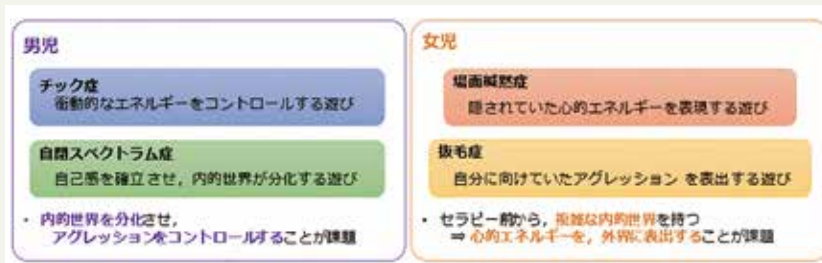 男児
チック症
衝動的なエネルギーをコントロールする遊び
自閉スペクトラム症
自己感を確立させ，内的世界が分化する遊び
・ 内的世界を分化させ，
アグレッションをコントロールすることが課題
女児
場面緘黙症
隠されていた心的エネルギーを表現する遊び
抜毛症
自分に向けていたアグレッション を表出する遊び
・ セラピー前から，複雑な内的世界を持つ
⇒ 心的エネルギーを，外界に表出することが課題